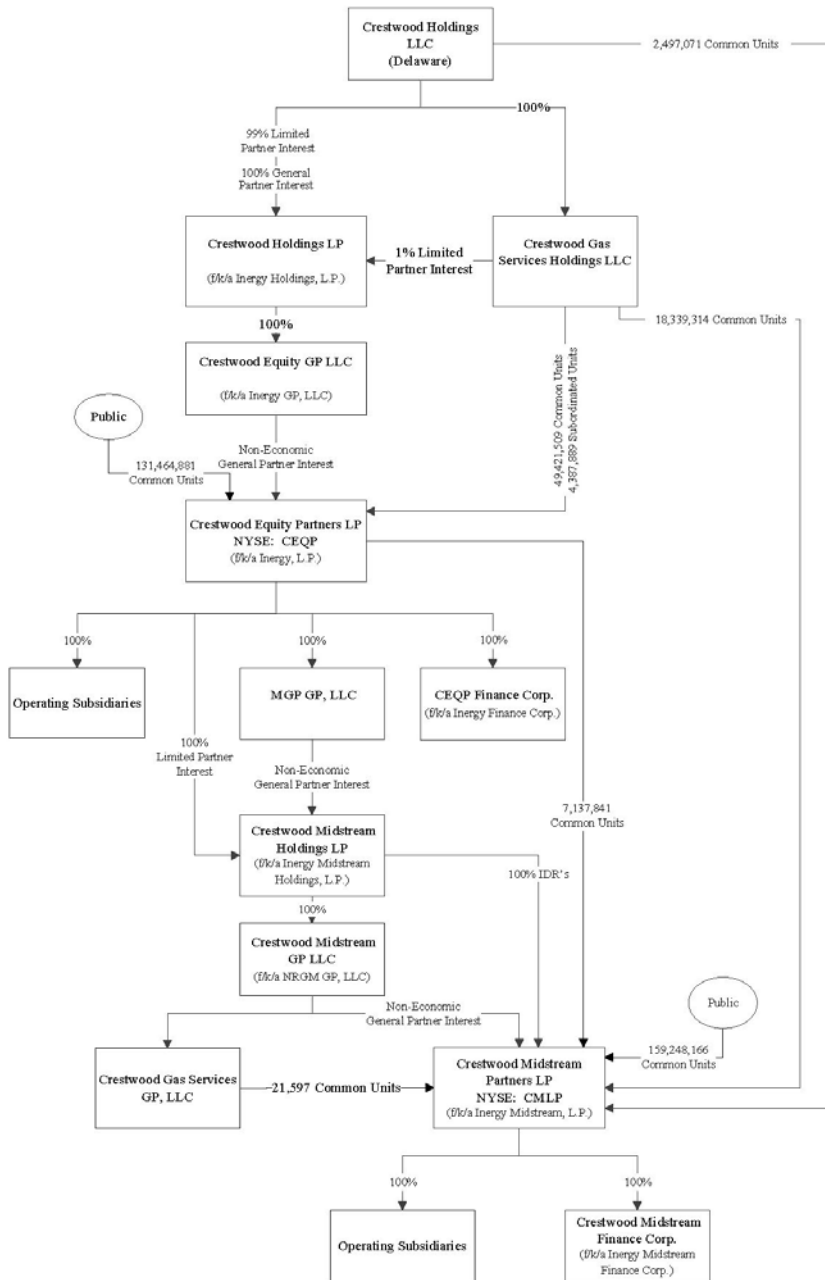 Crestwood Holdings
LLC
(Delaware)
2,497,071 Common Units
100%
99% Limited
Partner Interest
100% General
Partner Interest
Crestwood Holdings LP
(f/k/a Inergy Holdings, L.P.)
1% Limited
Partner Interest
Crestwood Gas
Services Holdings LLC
100%
18,339,314 Common Units
Crestwood Equity GP LLC
(f/k/a Inergy GP, LLC)
49,421,509 Common Units
4,387,889 Subordinated Units
Public
Non-Economic
General Partner Interest
131,464,881
Common Units
Crestwood Equity Partners LP
NYSE: CEQP
(f/k/a Inergy, L.P.)
100%
100%
100%
Operating Subsidiaries
MGP GP, LLC
CEQP Finance Corp.
(f/k/a Inergy Finance Corp.)
100%
Limited Partner
Interest
Non-Economic
General Partner Interest
7,137,841
Common Units
Crestwood Midstream
Holdings LP
(f/k/a Inergy Midstream
Holdings, L.P.)
100% IDR's
100%
Crestwood Midstream
GP LLC
(f/k/a NRGM GP, LLC)
Non-Economic
General Partner Interest
Public
159,248,166
Common Units
Crestwood Gas Services
GP, LLC
21,597 Common Units
Crestwood Midstream
Partners LP
NYSE: CMLP
(f/k/a Inergy Midstream, L.P.)
100%
100%
Operating Subsidiaries
Crestwood Midstream
Finance Corp.
(f/k/a Inergy Midstream
Finance Corp.)